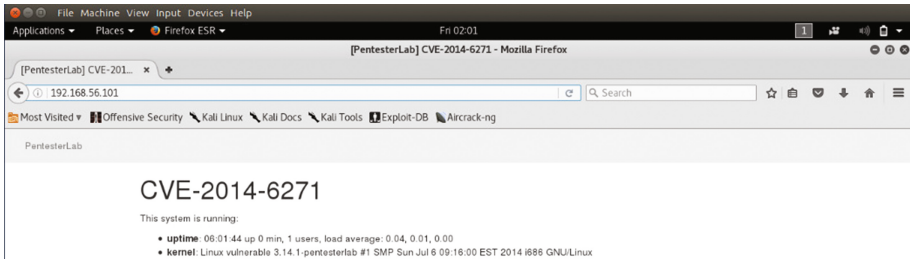 File Machine View Input Devices Help
Applications Places Firefox ESR Fri 02:01 1
[PentesterLab] CVE-2014-6271 - Mozilla Firefox
[PentesterLab] CVE-201...
192.168.56.101 Search
Most Visited Offensive Security Kali Linux Kali Docs Kali Tools Exploit-DB Aircrack-ng
PentesterLab
CVE-2014-6271
This system is running:
• uptime: 06:01:44 up 0 min, 1 users, load average: 0.04, 0.01, 0.00
• kernel: Linux vulnerable 3.14.1-pentesterlab #1 SMP Sun Jul 6 09:16:00 EST 2014 i686 GNU/Linux